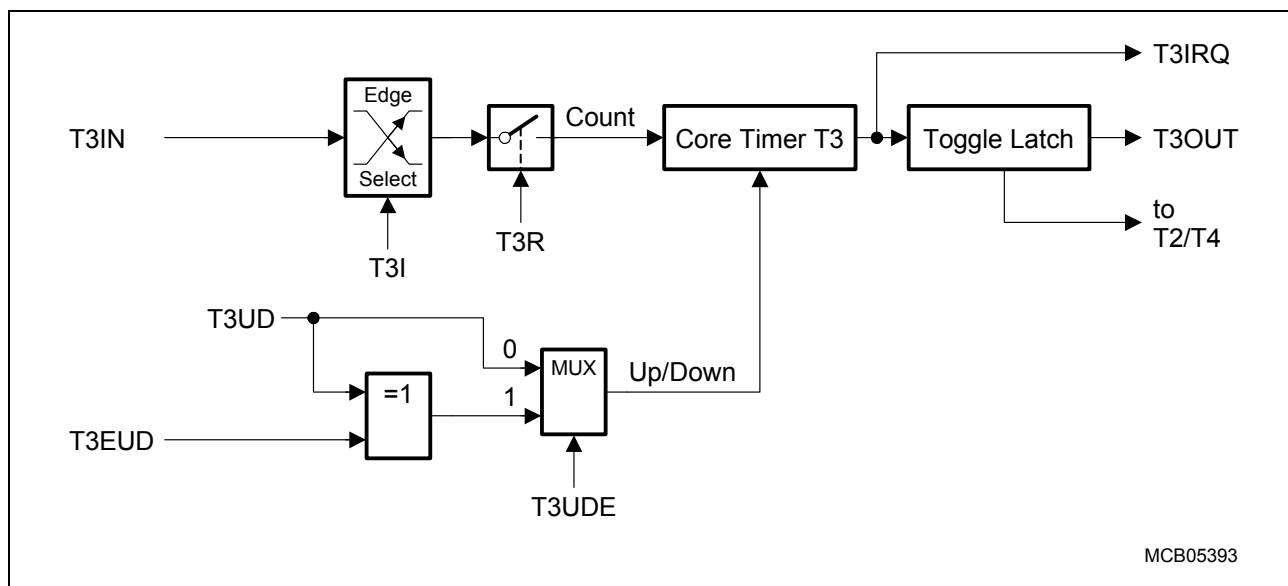 T3IRQ
Edge
Select
Count
T3IN
Core Timer T3
Toggle Latch
T3OUT
to
T2/T4
T3R
T3I
T3UD
0
MUX
Up/Down
=1
1
T3EUD
T3UDE
MCB05393